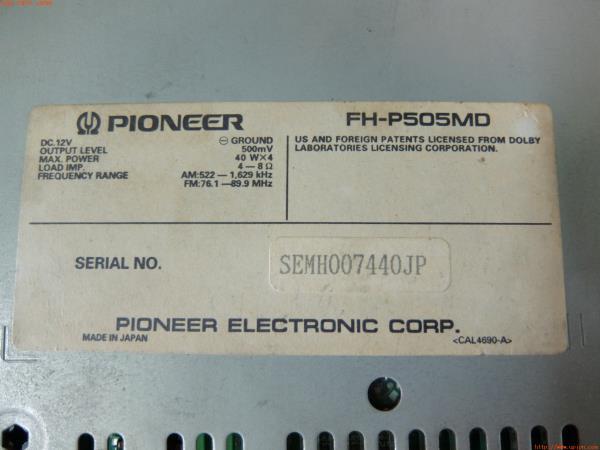 PIONEER
FH-P505MD
DC.12V ⊖ GROUND
OUTPUT LEVEL 500mV
MAX. POWER 40 W×4
LOAD IMP. 4 — 8 Ω
FREQUENCY RANGE AM:522 — 1,629 kHz
FM:76.1 —89.9 MHz
US AND FOREIGN PATENTS LICENSED FROM DOLBY
LABORATORIES LICENSING CORPORATION.
SERIAL NO. SEMH007440JP
PIONEER ELECTRONIC CORP.
MADE IN JAPAN <CAL4690-A>